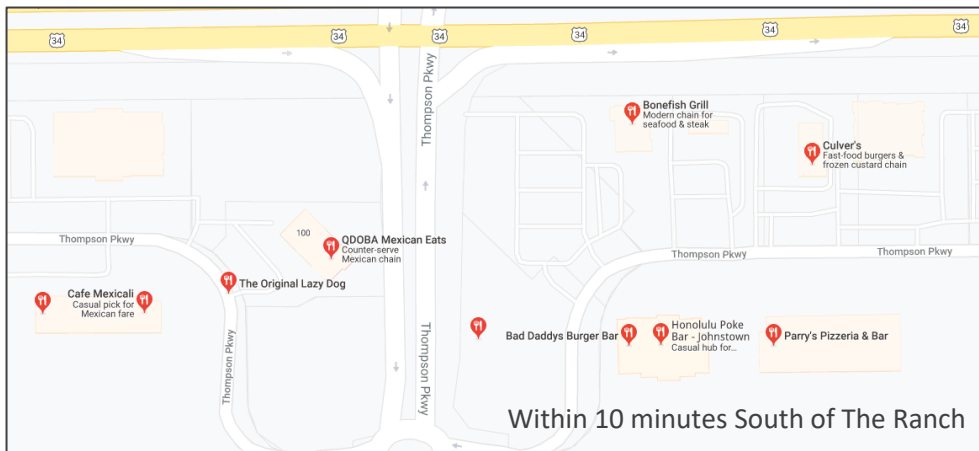 34
34
34
34
34
34
Thompson Pkwy
Bonefish Grill
Modern chain for
seafood & steak
Culver's
Fast-food burgers &
frozen custard chain
100
QDOBA Mexican Eats
Counter-serve
Mexican chain
Thompson Pkwy
Thompson Pkwy
Thompson Pkwy
The Original Lazy Dog
Cafe Mexicali
Casual pick for
Mexican fare
Thompson Pkwy
Thompson Pkwy
Bad Daddys Burger Bar
Honolulu Poke
Bar - Johnstown
Casual hub for...
Parry's Pizzeria & Bar
Within 10 minutes South of The Ranch